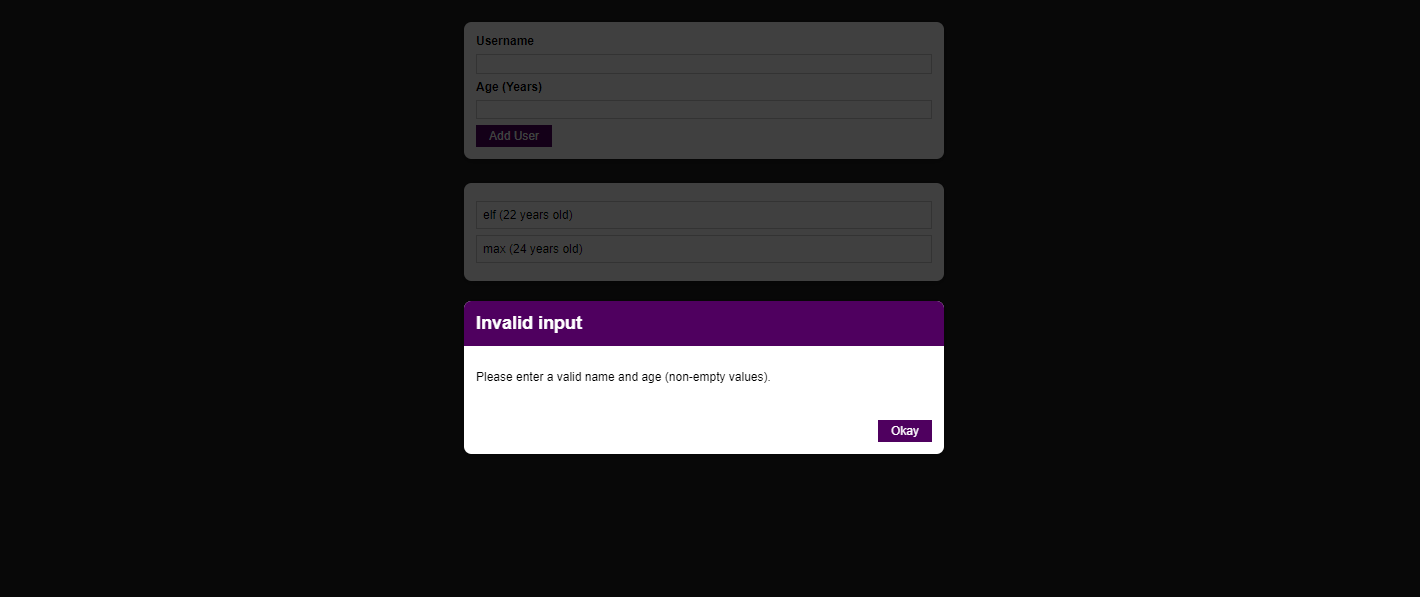 Username
Age (Years)
Add User
elf (22 years old)
max (24 years old)
Invalid input
Please enter a valid name and age (non-empty values).
Okay